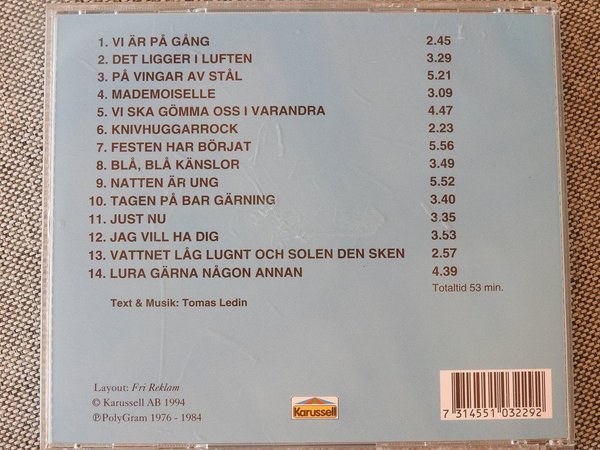 1. VI ÄR PÅ GÅNG 2.45
2. DET LIGGER I LUFTEN 3.29
3. PÅ VINGAR AV STÅL 5.21
4. MADEMOISELLE 3.09
5. VI SKA GÖMMA OSS I VARANDRA 4.47
6. KNIVHUGGARROCK 2.23
7. FESTEN HAR BÖRJAT 5.56
8. BLÅ, BLÅ KÄNSLOR 3.49
9. NATTEN ÄR UNG 5.52
10. TAGEN PÅ BAR GÄRNING 3.40
11. JUST NU 3.35
12. JAG VILL HA DIG 3.53
13. VATTNET LÅG LUGNT OCH SOLEN DEN SKEN 2.57
14. LURA GÄRNA NÅGON ANNAN 4.39
Totaltid 53 min.
Text & Musik: Tomas Ledin
Layout: Fri Reklam
© Karussell AB 1994
℗PolyGram 1976 - 1984
Karussell
7 314551 032292